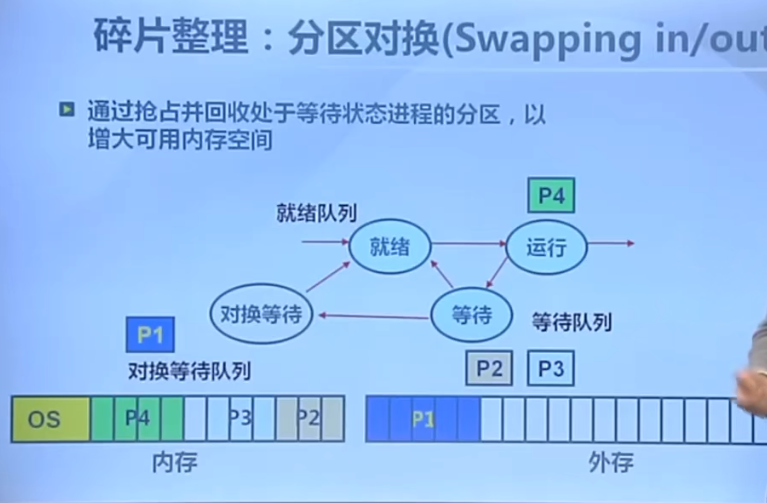 碎片整理：分区对换(Swapping in/out
通过抢占并回收处于等待状态进程的分区，以
增大可用内存空间
P4
就绪队列
就绪
运行
对换等待
等待
等待队列
P1
对换等待队列
P2
P3
OS
P4
P3
P2
P1
内存
外存